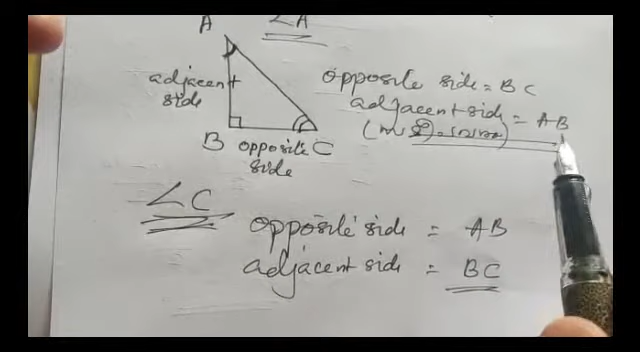 ∠A
A
adjacent
side
B opposite C
side
opposite side = BC
adjacent side = AB
∠C
opposite side = AB
adjacent side = BC